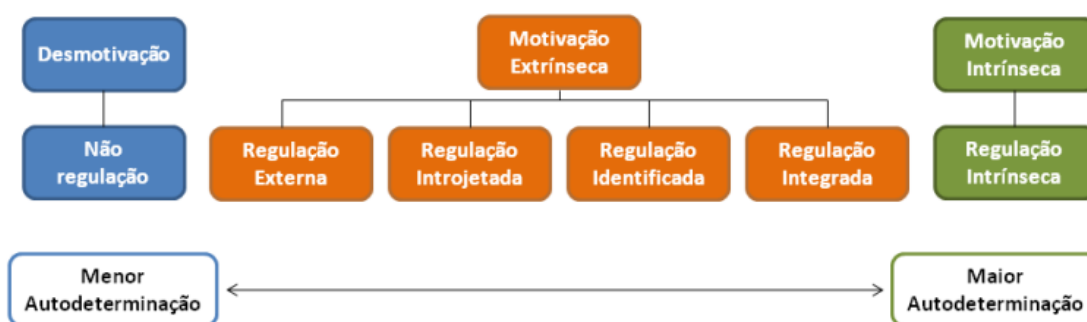 Desmotivação
Motivação
Extrínseca
Motivação
Intrínseca
Não
regulação
Regulação
Externa
Regulação
Introjetada
Regulação
Identificada
Regulação
Integrada
Regulação
Intrínseca
Menor
Autodeterminação
Maior
Autodeterminação